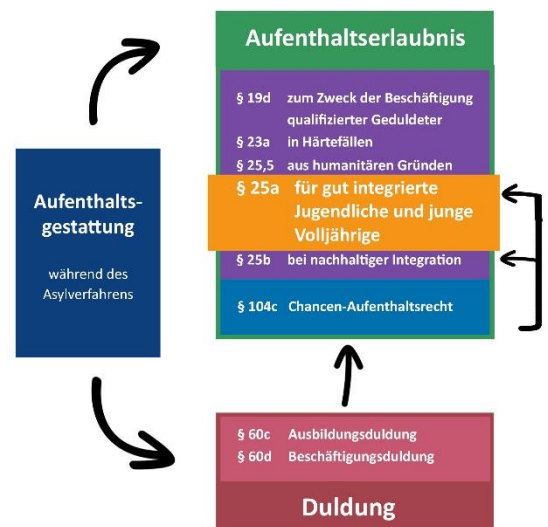 Aufenthaltserlaubnis
§ 19d zum Zweck der Beschäftigung
qualifizierter Geduldeter
§ 23a in Härtefällen
§ 25,5 aus humanitären Gründen
§ 25a für gut integrierte
Jugendliche und junge
Volljährige
§ 25b bei nachhaltiger Integration
§ 104c Chancen-Aufenthaltsrecht
Aufenthalts-
gestattung
während des
Asylverfahrens
§ 60c Ausbildungsduldung
§ 60d Beschäftigungsduldung
Duldung